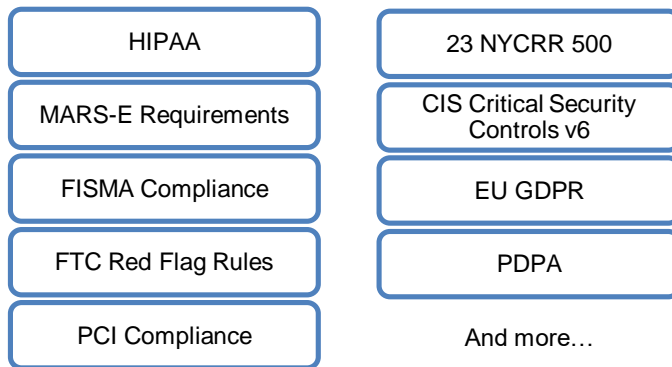 HIPAA
MARS-E Requirements
FISMA Compliance
FTC Red Flag Rules
PCI Compliance
23 NYCRR 500
CIS Critical Security
Controls v6
EU GDPR
PDPA
And more…